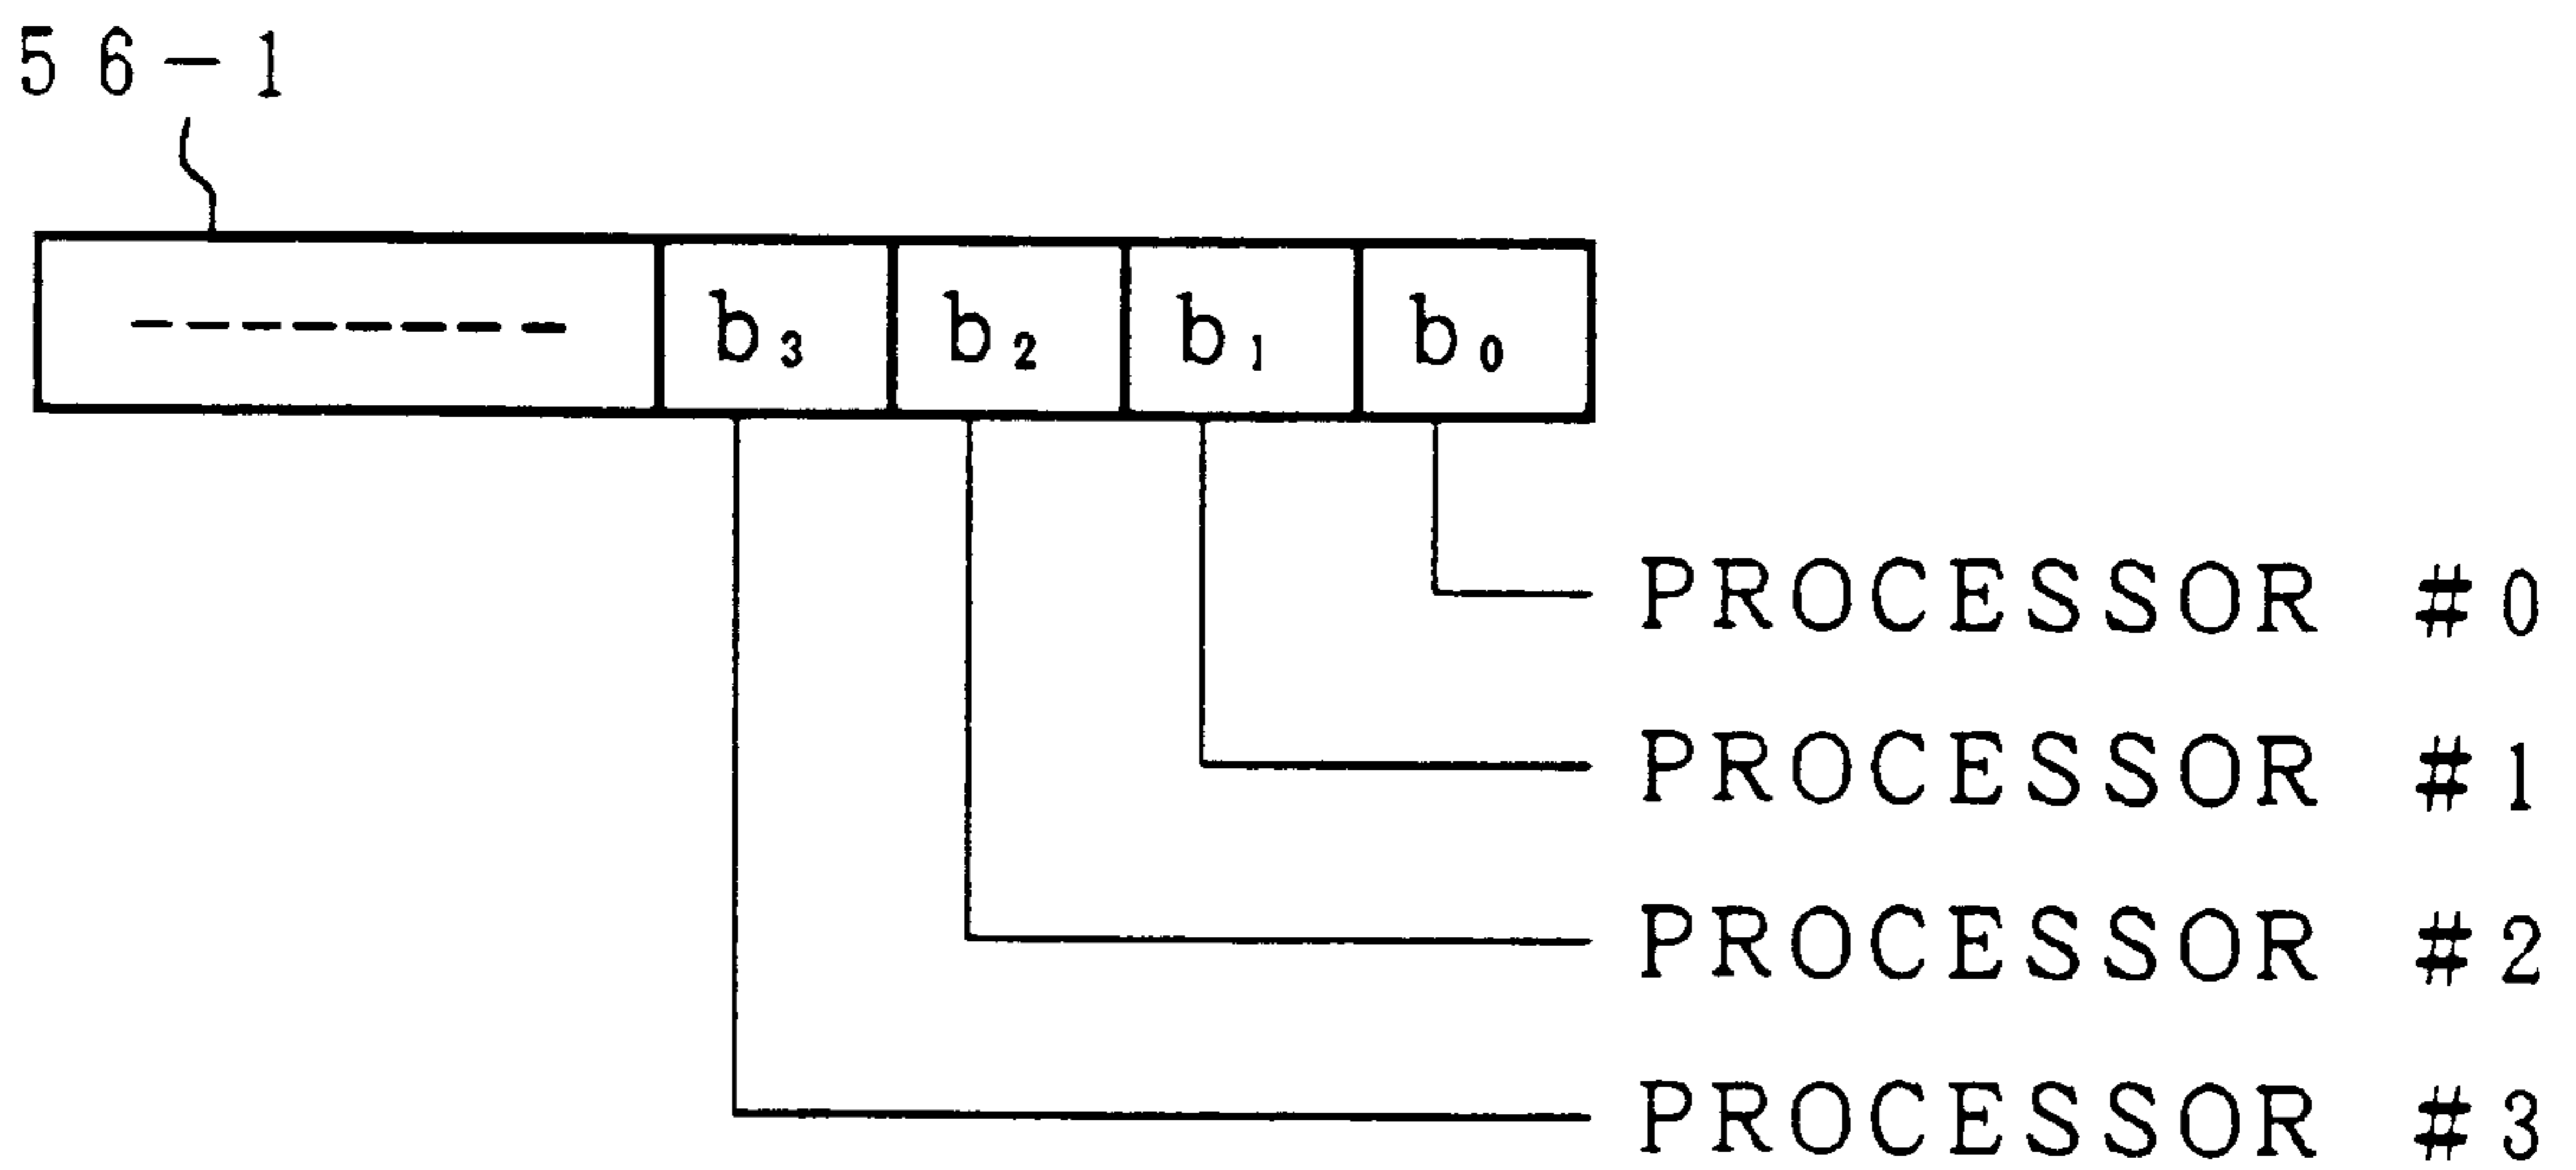 56-1
b₃ b₂ b₁ b₀
PROCESSOR #0
PROCESSOR #1
PROCESSOR #2
PROCESSOR #3